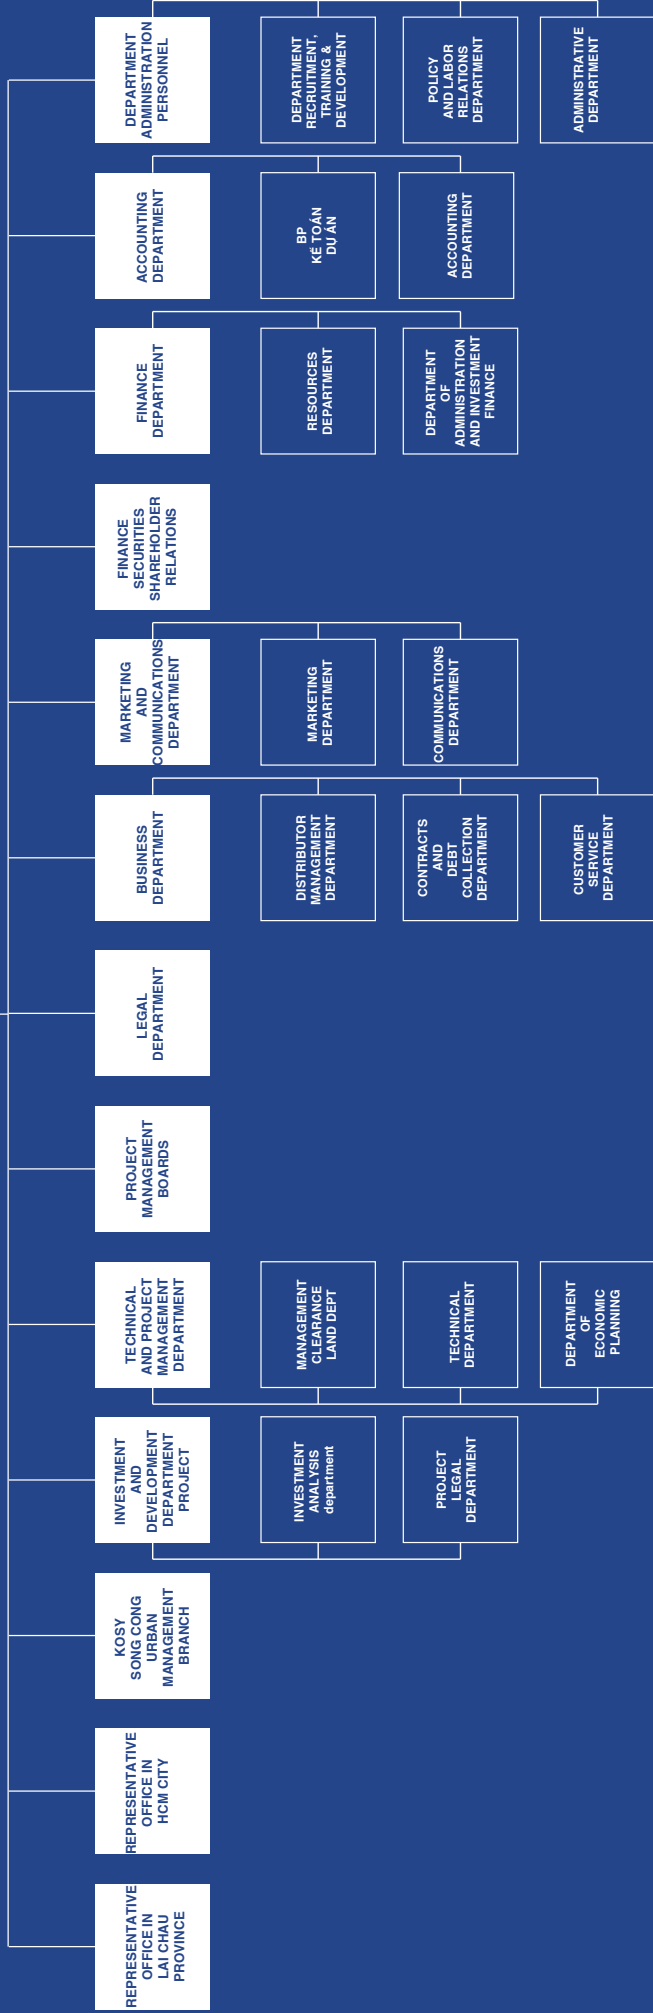 REPRESENTATIVE
OFFICE IN
LAI CHAU
PROVINCE
REPRESENTATIVE
OFFICE IN
HCM CITY
KOSY
SONG CONG
URBAN
MANAGEMENT
BRANCH
INVESTMENT
AND
DEVELOPMENT
DEPARTMENT
PROJECT
TECHNICAL
AND PROJECT
MANAGEMENT
DEPARTMENT
PROJECT
MANAGEMENT
BOARDS
LEGAL
DEPARTMENT
BUSINESS
DEPARTMENT
MARKETING
AND
COMMUNICATIONS
DEPARTMENT
FINANCE
SECURITIES
SHAREHOLDER
RELATIONS
FINANCE
DEPARTMENT
ACCOUNTING
DEPARTMENT
DEPARTMENT
ADMINISTRATION
PERSONNEL
INVESTMENT
ANALYSIS
department
MANAGEMENT
CLEARANCE
LAND DEPT
DISTRIBUTOR
MANAGEMENT
DEPARTMENT
MARKETING
DEPARTMENT
RESOURCES
DEPARTMENT
BP
KẾ TOÁN
DỰ ÁN
DEPARTMENT
RECRUITMENT,
TRAINING &
DEVELOPMENT
PROJECT
LEGAL
DEPARTMENT
TECHNICAL
DEPARTMENT
CONTRACTS
AND
DEBT
COLLECTION
DEPARTMENT
COMMUNICATIONS
DEPARTMENT
DEPARTMENT
OF
ADMINISTRATION
AND INVESTMENT
FINANCE
ACCOUNTING
DEPARTMENT
POLICY
AND LABOR
RELATIONS
DEPARTMENT
DEPARTMENT
OF
ECONOMIC
PLANNING
CUSTOMER
SERVICE
DEPARTMENT
ADMINISTRATIVE
DEPARTMENT